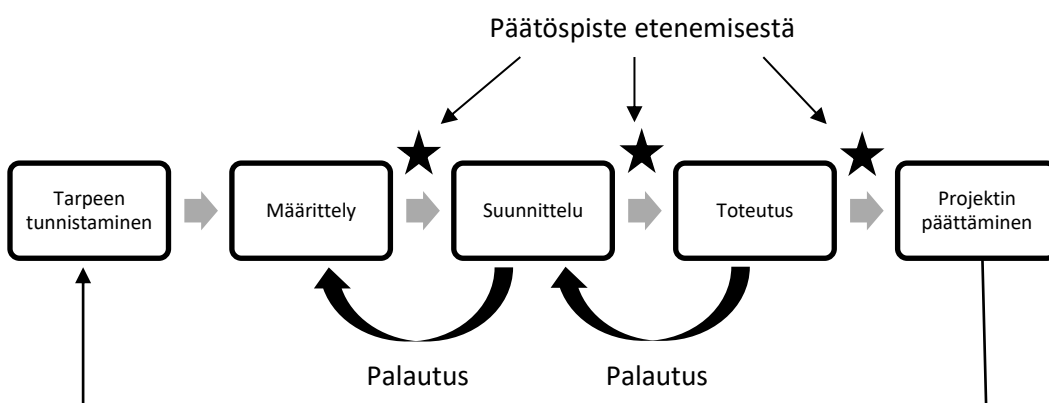 Päätöspiste etenemisestä
Tarpeen
tunnistaminen
Määrittely
Suunnittelu
Toteutus
Projektin
päättäminen
Palautus
Palautus